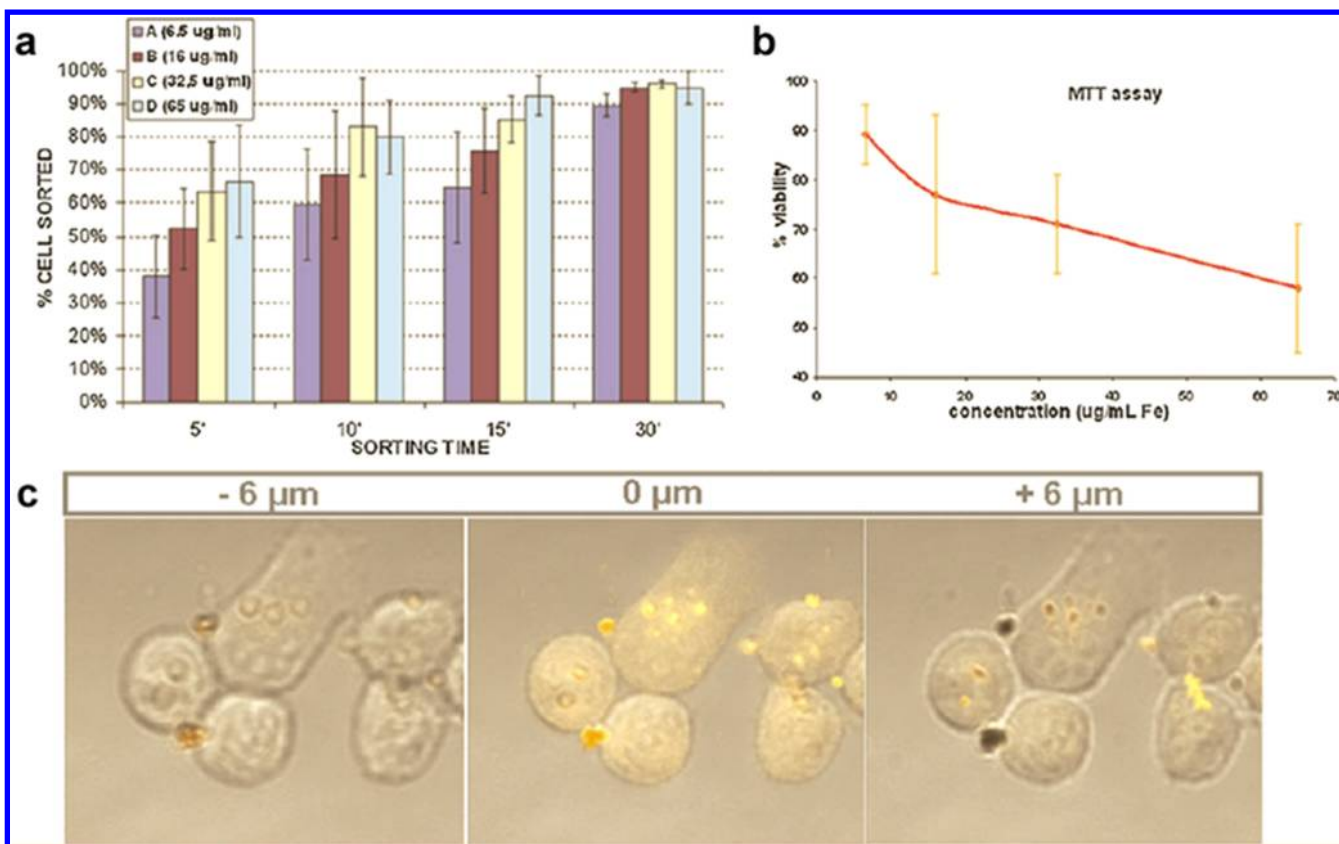 a
A (6.5 ug/ml)
B (16 ug/ml)
C (32,5 ug/ml)
D (65 ug/ml)
100%
90%
80%
70%
60%
50%
40%
30%
20%
10%
0%
% CELL SORTED
5' 10' 15' 30'
SORTING TIME
b
MTT assay
100
90
80
70
60
50
40
% viability
0 10 20 30 40 50 60 70
concentration (ug/mL Fe)
c
- 6 µm 0 µm + 6 µm